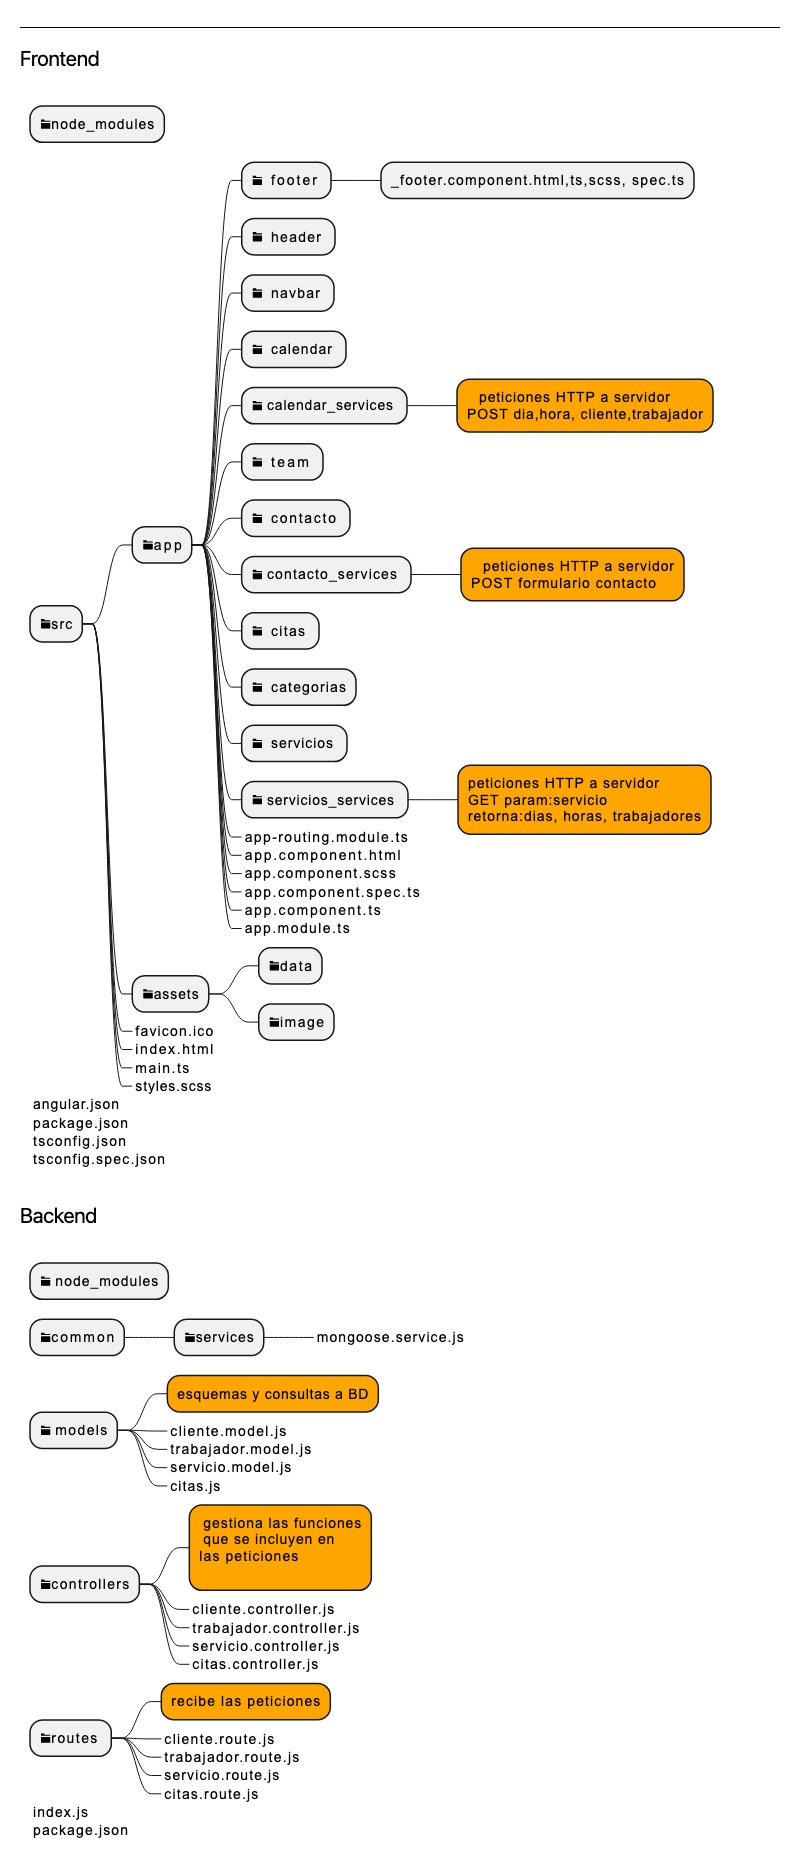 Frontend
node_modules
footer
_footer.component.html,ts,scss, spec.ts
header
navbar
calendar
calendar_services
peticiones HTTP a servidor
POST dia,hora, cliente,trabajador
team
contacto
app
contacto_services
peticiones HTTP a servidor
POST formulario contacto
src
citas
categorias
servicios
servicios_services
peticiones HTTP a servidor
GET param:servicio
retorna:dias, horas, trabajadores
app-routing.module.ts
app.component.html
app.component.scss
app.component.spec.ts
app.component.ts
app.module.ts
assets
data
image
favicon.ico
index.html
main.ts
styles.scss
angular.json
package.json
tsconfig.json
tsconfig.spec.json
Backend
node_modules
common
services
mongoose.service.js
models
esquemas y consultas a BD
cliente.model.js
trabajador.model.js
servicio.model.js
citas.js
controllers
gestiona las funciones
que se incluyen en
las peticiones
cliente.controller.js
trabajador.controller.js
servicio.controller.js
citas.controller.js
routes
recibe las peticiones
cliente.route.js
trabajador.route.js
servicio.route.js
citas.route.js
index.js
package.json